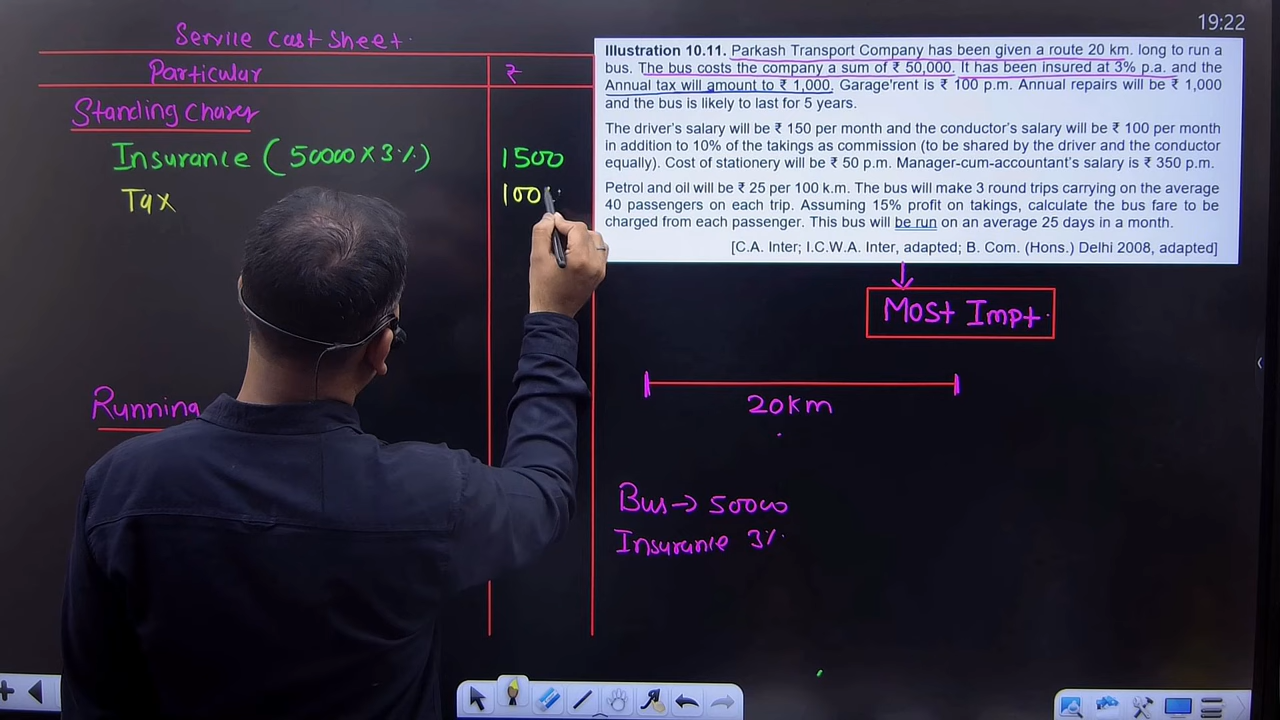 19:22
Service Cost Sheet.
Particular ₹
Standing Charges
Insurance (50000 X 3%) 1500
Tax 100
Running
Illustration 10.11. Parkash Transport Company has been given a route 20 km. long to run a
bus. The bus costs the company a sum of ₹ 50,000. It has been insured at 3% p.a. and the
Annual tax will amount to ₹ 1,000. Garage'rent is ₹ 100 p.m. Annual repairs will be ₹ 1,000
and the bus is likely to last for 5 years.
The driver's salary will be ₹ 150 per month and the conductor's salary will be ₹ 100 per month
in addition to 10% of the takings as commission (to be shared by the driver and the conductor
equally). Cost of stationery will be ₹ 50 p.m. Manager-cum-accountant's salary is ₹ 350 p.m.
Petrol and oil will be ₹ 25 per 100 k.m. The bus will make 3 round trips carrying on the average
40 passengers on each trip. Assuming 15% profit on takings, calculate the bus fare to be
charged from each passenger. This bus will be run on an average 25 days in a month.
[C.A. Inter; I.C.W.A. Inter, adapted; B. Com. (Hons.) Delhi 2008, adapted]
Most Impt.
20km
Bus → 50000
Insurance 3%